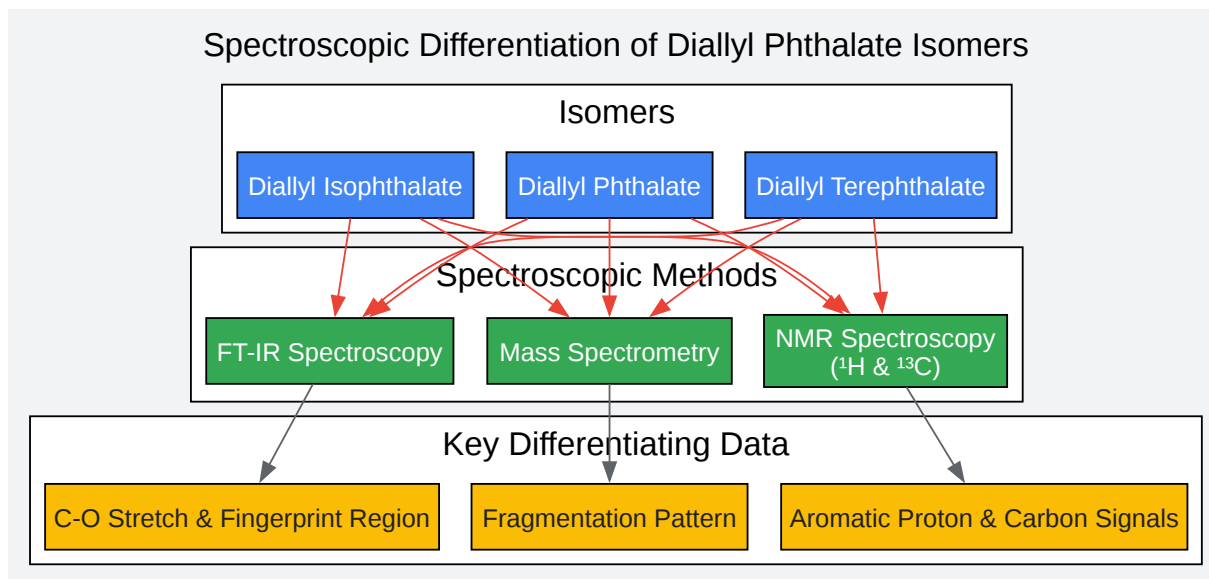 Spectroscopic Differentiation of Diallyl Phthalate Isomers
Isomers
Diallyl Isophthalate
Diallyl Phthalate
Diallyl Terephthalate
Spectroscopic Methods
FT-IR Spectroscopy
Mass Spectrometry
NMR Spectroscopy
(¹H & ¹³C)
Key Differentiating Data
C-O Stretch & Fingerprint Region
Fragmentation Pattern
Aromatic Proton & Carbon Signals